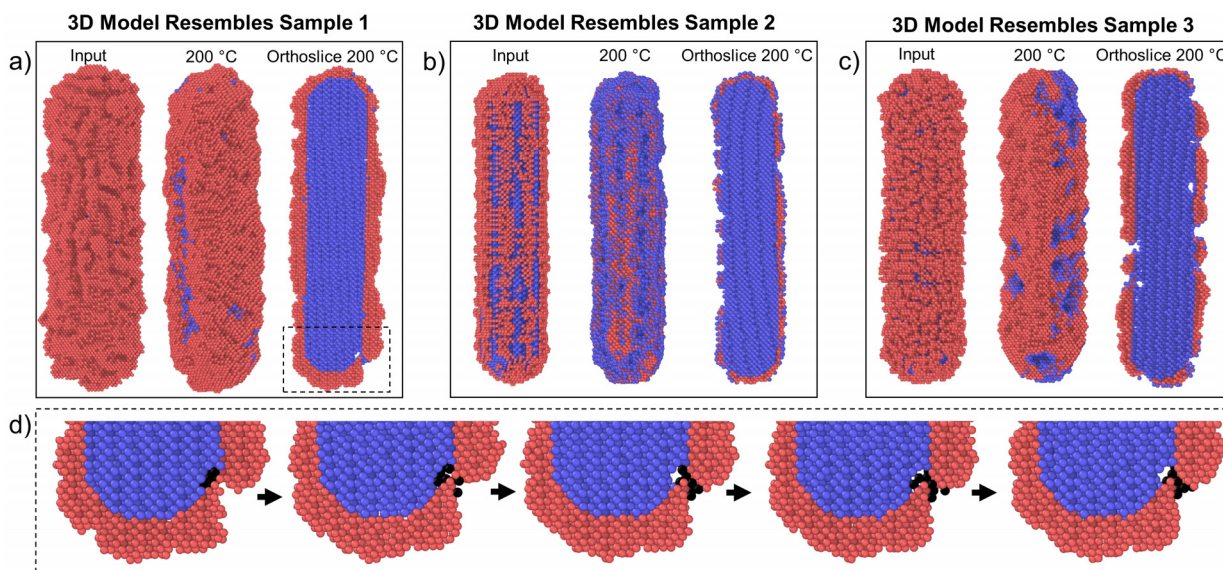 3D Model Resembles Sample 1
3D Model Resembles Sample 2
3D Model Resembles Sample 3
a)
Input
200 °C
Orthoslice 200 °C
b)
Input
200 °C
Orthoslice 200 °C
c)
Input
200 °C
Orthoslice 200 °C
d)